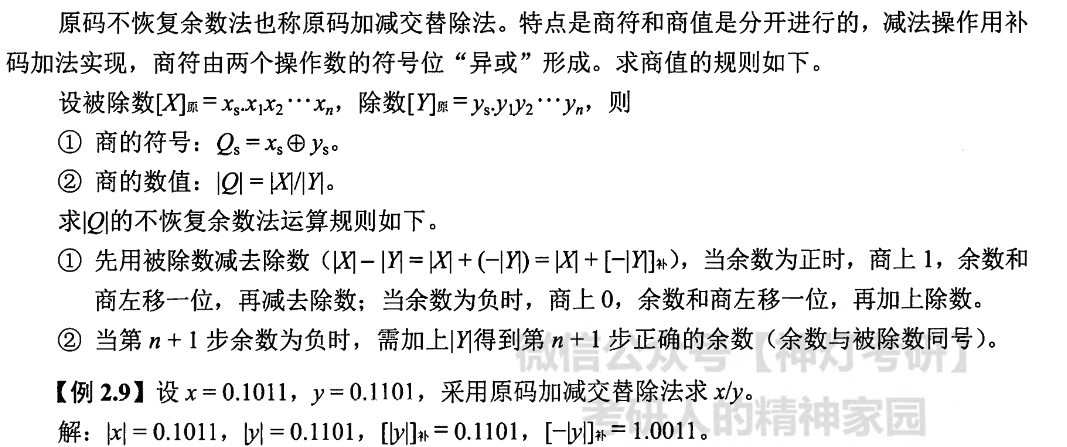 原码不恢复余数法也称原码加减交替除法。特点是商符和商值是分开进行的，减法操作用补
码加法实现，商符由两个操作数的符号位“异或”形成。求商值的规则如下。
设被除数[X]原 = xs.x1x2⋯xn，除数[Y]原 = ys.y1y2⋯yn，则
① 商的符号：Qs = xs⊕ys。
② 商的数值：|Q| = |X|/|Y|。
求|Q|的不恢复余数法运算规则如下。
① 先用被除数减去除数（|X| – |Y| = |X| + (–|Y|) = |X| + [–|Y|]补），当余数为正时，商上 1，余数和
商左移一位，再减去除数；当余数为负时，商上 0，余数和商左移一位，再加上除数。
② 当第 n + 1 步余数为负时，需加上|Y|得到第 n + 1 步正确的余数（余数与被除数同号）。
微信公众号【神灯考研】
【例 2.9】设 x = 0.1011，y = 0.1101，采用原码加减交替除法求 x/y。
考研人的精神家园
解：|x| = 0.1011，|y| = 0.1101，[|y|]补 = 0.1101，[–|y|]补 = 1.0011。